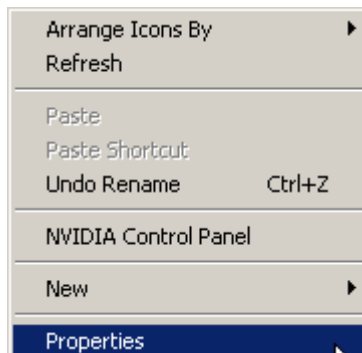 Arrange Icons By
Refresh
Paste
Paste Shortcut
Undo Rename Ctrl+Z
NVIDIA Control Panel
New
Properties